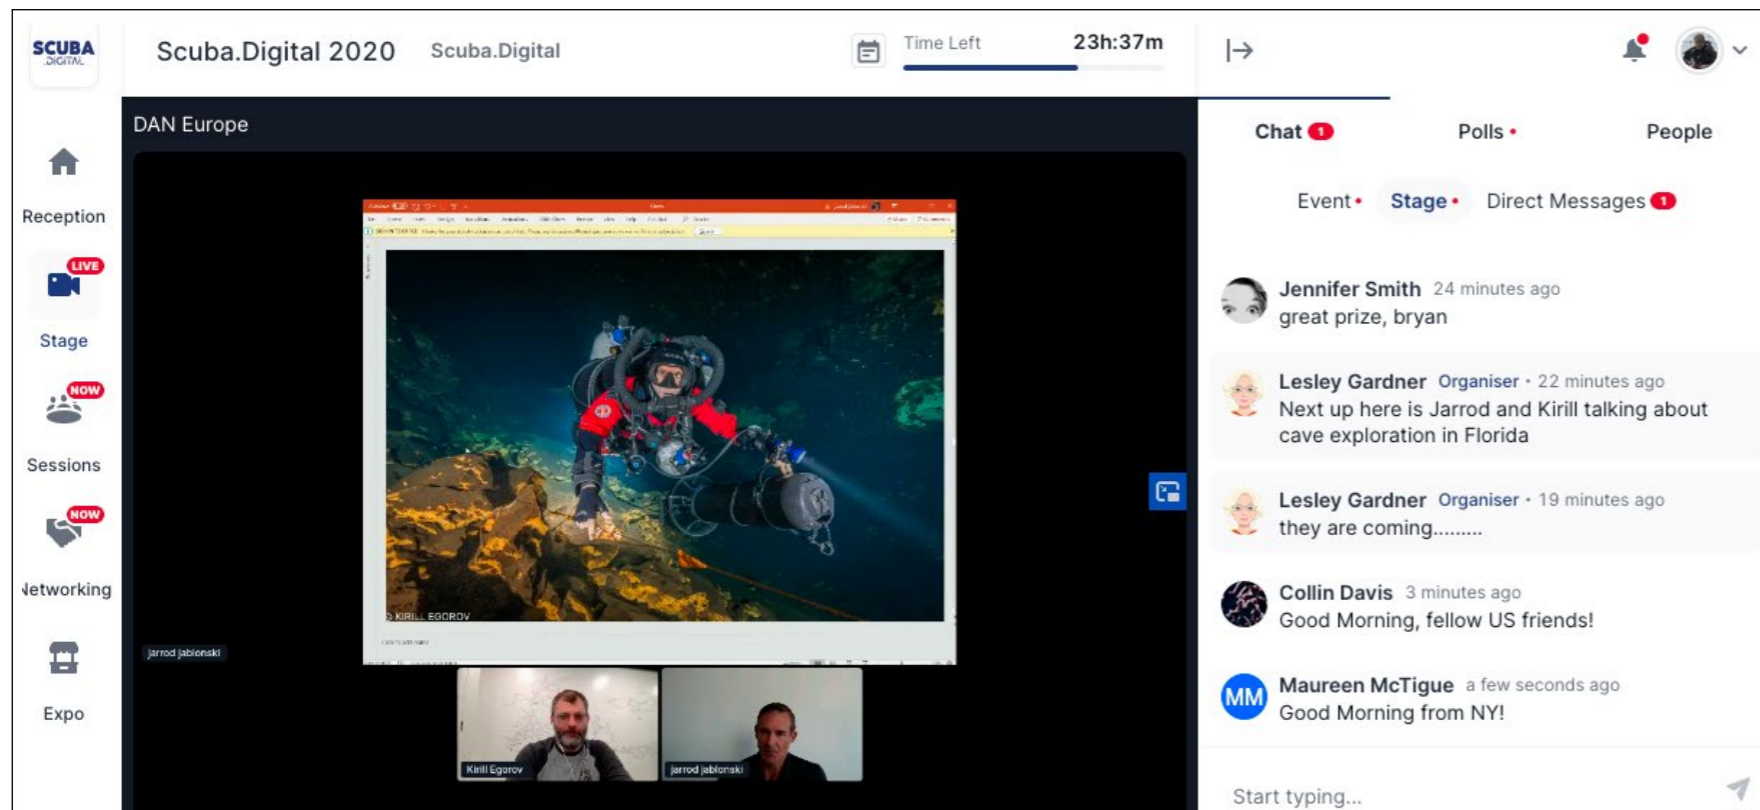 SCUBA
.DIGITAL
Scuba.Digital 2020
Scuba.Digital
Time Left
23h:37m
Reception
LIVE
Stage
NOW
Sessions
NOW
Networking
Expo
DAN Europe
© KIRILL EGOROV
jarrod jablonski
Kirill Egorov
jarrod jablonski
Chat 1
Polls
People
Event
Stage
Direct Messages 1
Jennifer Smith 24 minutes ago
great prize, bryan
Lesley Gardner Organiser • 22 minutes ago
Next up here is Jarrod and Kirill talking about
cave exploration in Florida
Lesley Gardner Organiser • 19 minutes ago
they are coming.........
Collin Davis 3 minutes ago
Good Morning, fellow US friends!
MM
Maureen McTigue a few seconds ago
Good Morning from NY!
Start typing...